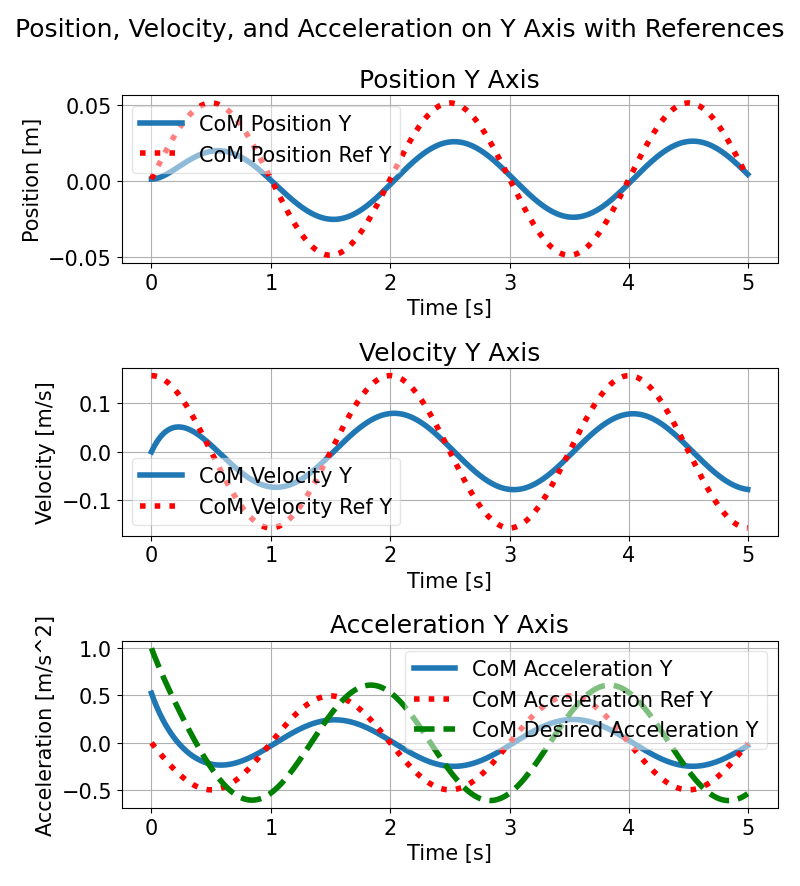 Position, Velocity, and Acceleration on Y Axis with References
Position Y Axis
Position [m]
0.05
0.00
−0.05
CoM Position Y
CoM Position Ref Y
0 1 2 3 4 5
Time [s]
Velocity Y Axis
Velocity [m/s]
0.1
0.0
−0.1
CoM Velocity Y
CoM Velocity Ref Y
0 1 2 3 4 5
Time [s]
Acceleration Y Axis
Acceleration [m/s^2]
1.0
0.5
0.0
−0.5
CoM Acceleration Y
CoM Acceleration Ref Y
CoM Desired Acceleration Y
0 1 2 3 4 5
Time [s]